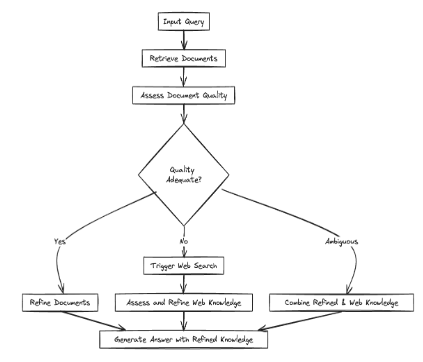 Input Query
Retrieve Documents
Assess Document Quality
Quality
Adequate?
Yes
No
Ambiguous
Trigger Web Search
Refine Documents
Assess and Refine Web Knowledge
Combine Refined & Web Knowledge
Generate Answer with Refined Knowledge